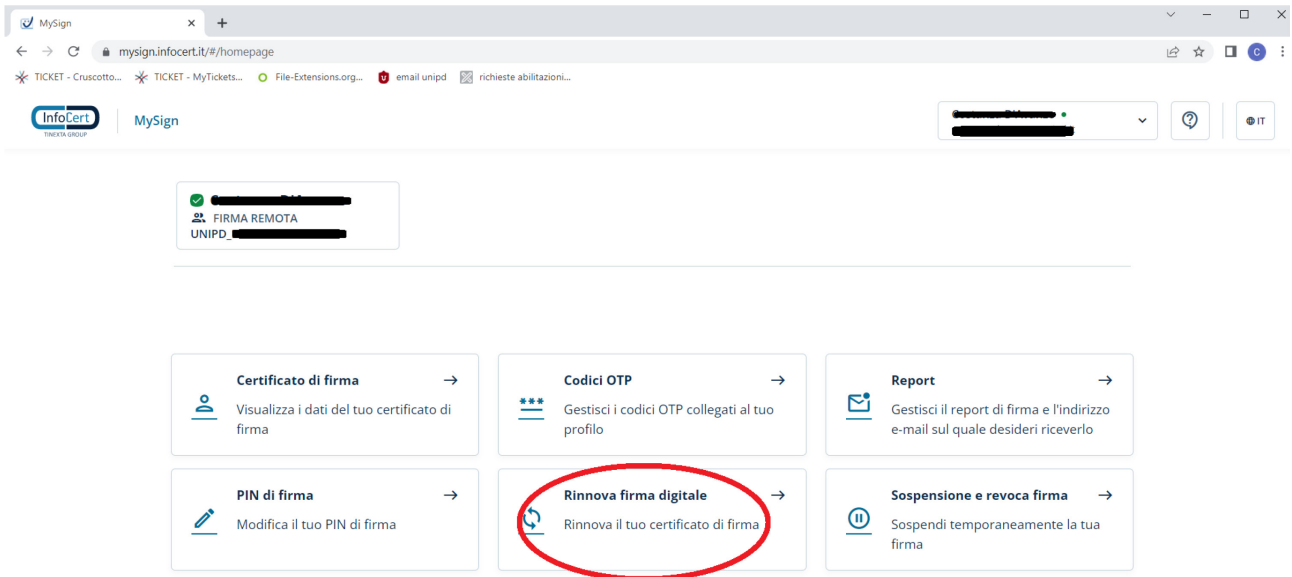 MySign
mysign.infocert.it/#/homepage
TICKET - Cruscotto...
TICKET - MyTickets...
File-Extensions.org...
email unipd
richieste abilitazioni...
C
InfoCert
TINEXTA GROUP
MySign
IT
FIRMA REMOTA
UNIPD_
Certificato di firma
Visualizza i dati del tuo certificato di
firma
Codici OTP
Gestisci i codici OTP collegati al tuo
profilo
Report
Gestisci il report di firma e l'indirizzo
e-mail sul quale desideri riceverlo
PIN di firma
Modifica il tuo PIN di firma
Rinnova firma digitale
Rinnova il tuo certificato di firma
Sospensione e revoca firma
Sospendi temporaneamente la tua
firma